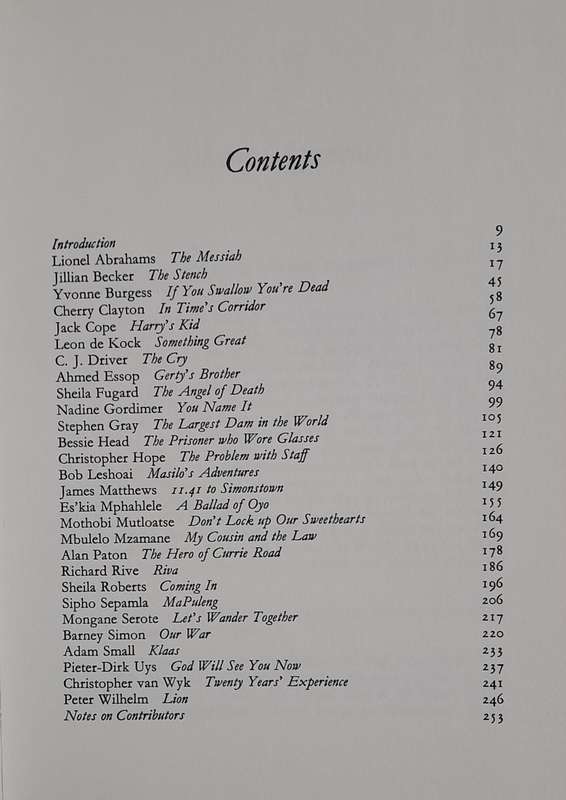 Contents
Introduction 9
Lionel Abrahams The Messiah 13
Jillian Becker The Stench 17
Yvonne Burgess If You Swallow You're Dead 45
Cherry Clayton In Time's Corridor 58
Jack Cope Harry's Kid 67
Leon de Kock Something Great 78
C. J. Driver The Cry 81
Ahmed Essop Gerty's Brother 89
Sheila Fugard The Angel of Death 94
Nadine Gordimer You Name It 99
Stephen Gray The Largest Dam in the World 105
Bessie Head The Prisoner who Wore Glasses 121
Christopher Hope The Problem with Staff 126
Bob Leshoai Masilo's Adventures 140
James Matthews 11.41 to Simonstown 149
Es'kia Mphahlele A Ballad of Oyo 155
Mothobi Mutloatse Don't Lock up Our Sweethearts 164
Mbulelo Mzamane My Cousin and the Law 169
Alan Paton The Hero of Currie Road 178
Richard Rive Riva 186
Sheila Roberts Coming In 196
Sipho Sepamla MaPuleng 206
Mongane Serote Let's Wander Together 217
Barney Simon Our War 220
Adam Small Klaas 233
Pieter-Dirk Uys God Will See You Now 237
Christopher van Wyk Twenty Years' Experience 241
Peter Wilhelm Lion 246
Notes on Contributors 253